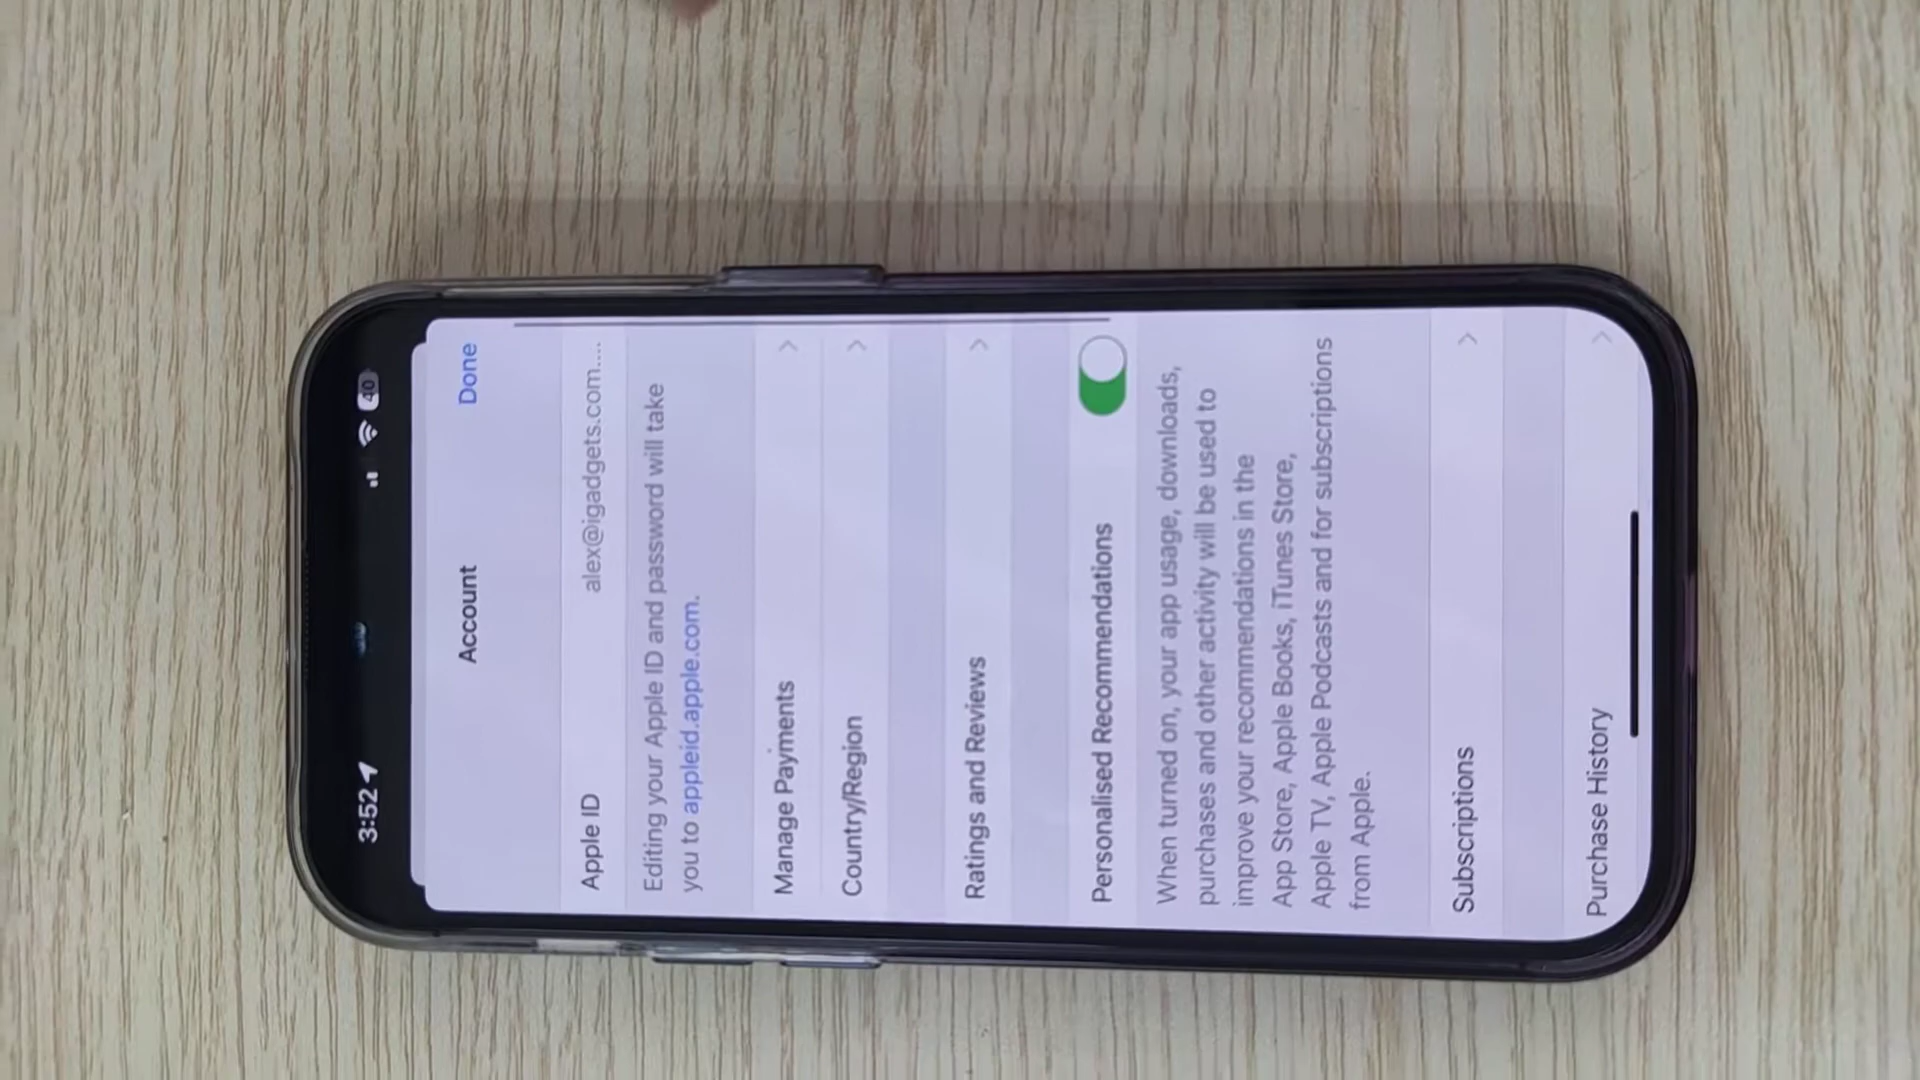 3:52
40
Account
Done
Apple ID alex@igadgets.com....
Editing your Apple ID and password will take
you to appleid.apple.com.
Manage Payments
Country/Region
Ratings and Reviews
Personalised Recommendations
When turned on, your app usage, downloads,
purchases and other activity will be used to
improve your recommendations in the
App Store, Apple Books, iTunes Store,
Apple TV, Apple Podcasts and for subscriptions
from Apple.
Subscriptions
Purchase History